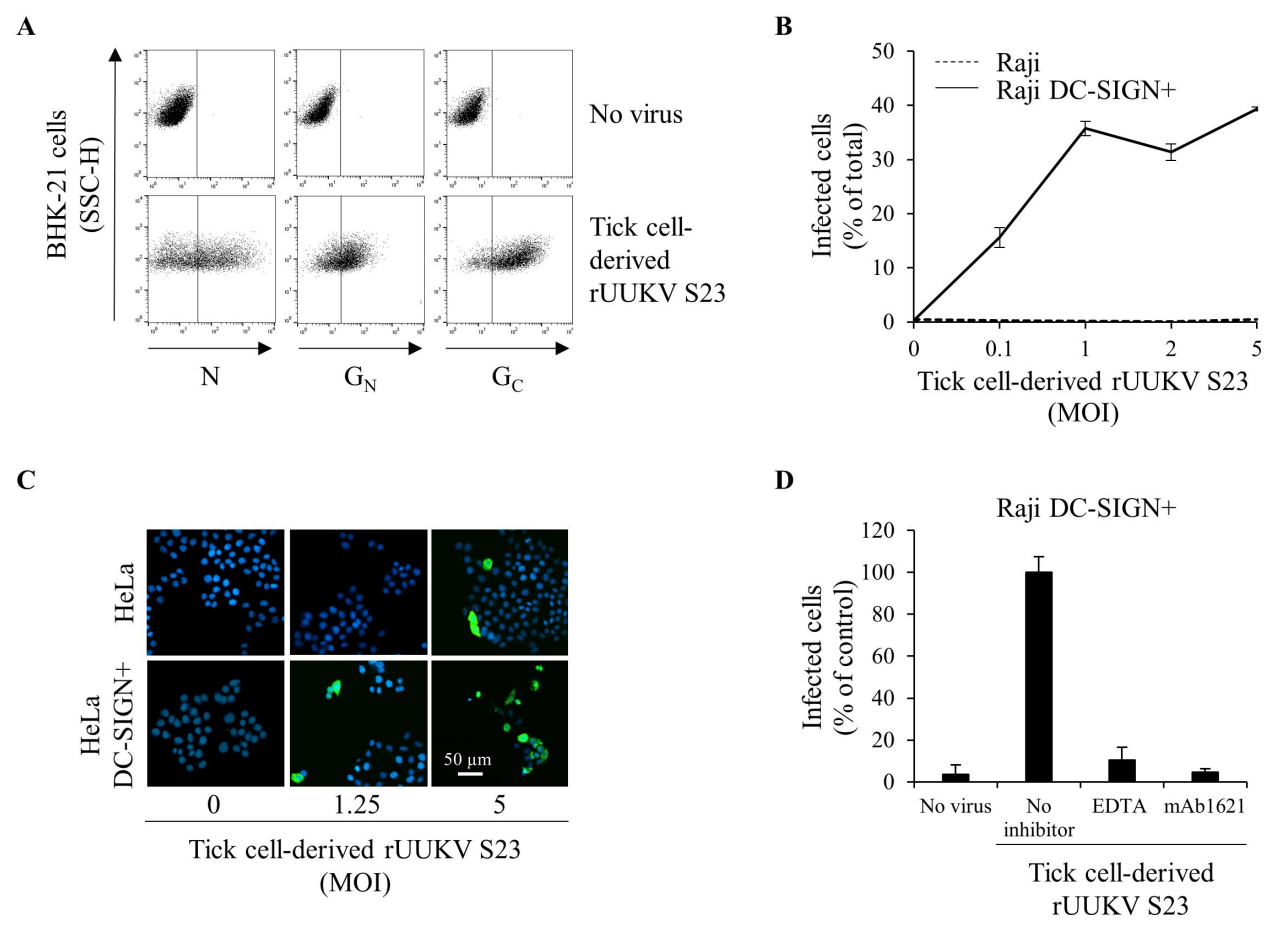 A
BHK-21 cells
(SSC-H)
No virus
Tick cell-
derived
rUUKV S23
N
G_N
G_C
B
50
40
30
20
10
0
Raji
Raji DC-SIGN+
Infected cells
(% of total)
0 0.1 1 2 5
Tick cell-derived rUUKV S23
(MOI)
C
HeLa
HeLa
DC-SIGN+
50 µm
0 1.25 5
Tick cell-derived rUUKV S23
(MOI)
D
Raji DC-SIGN+
120
100
80
60
40
20
0
Infected cells
(% of control)
No virus
No
inhibitor
EDTA
mAb1621
Tick cell-derived
rUUKV S23